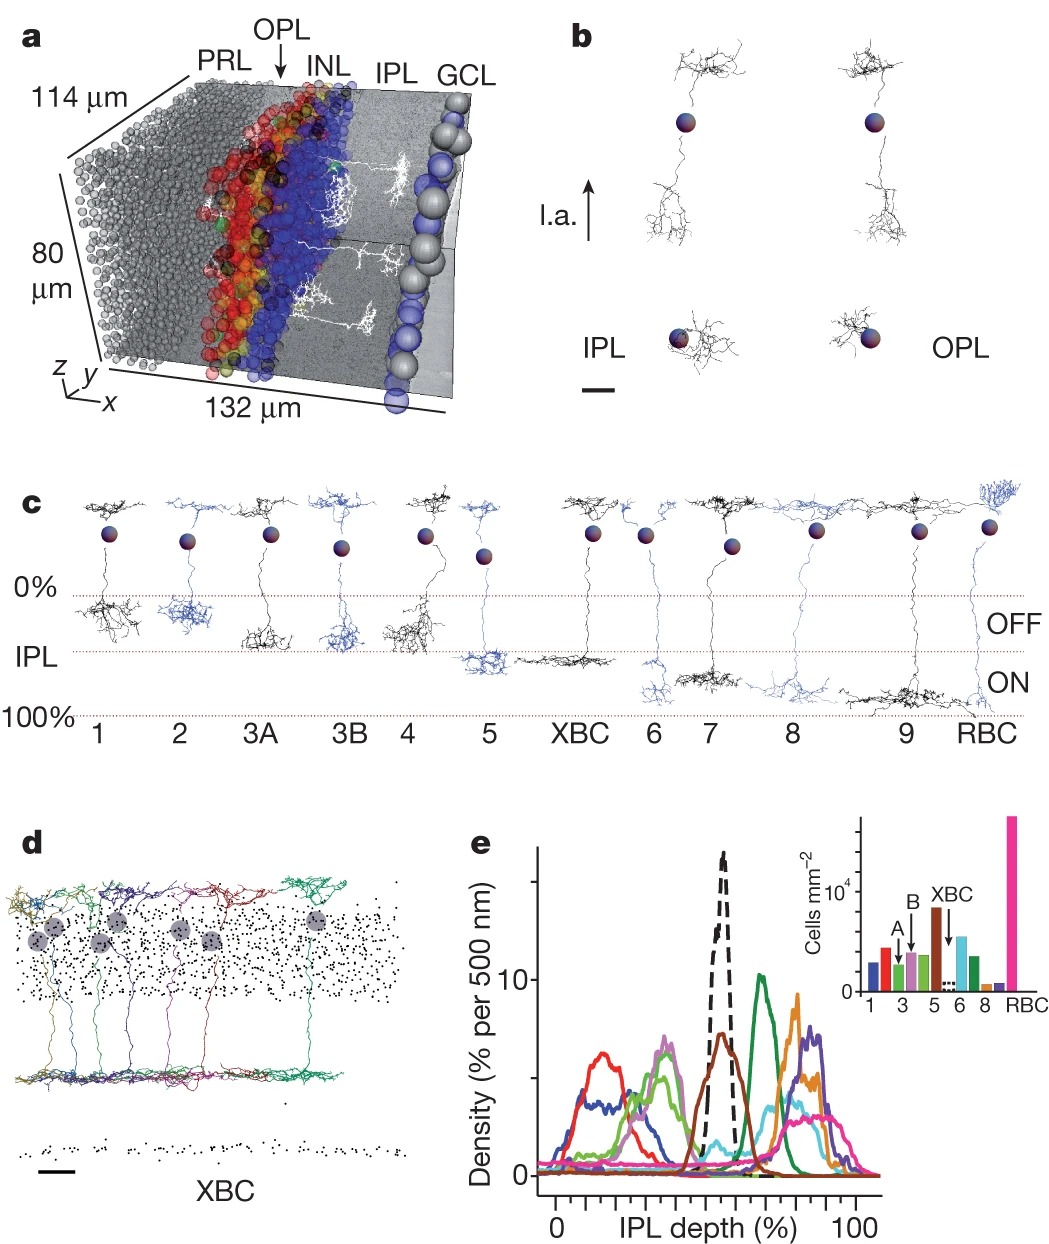 a
OPL
PRL
INL
IPL
GCL
114 μm
80
μm
132 μm
z
y
x
b
l.a.
IPL
OPL
c
0%
OFF
IPL
ON
100%
1 2 3A 3B 4 5 XBC 6 7 8 9 RBC
d
XBC
e
Density (% per 500 nm)
10
0
0 IPL depth (%) 100
Cells mm⁻²
10⁴
0
A
B
XBC
1 3 5 6 8 RBC